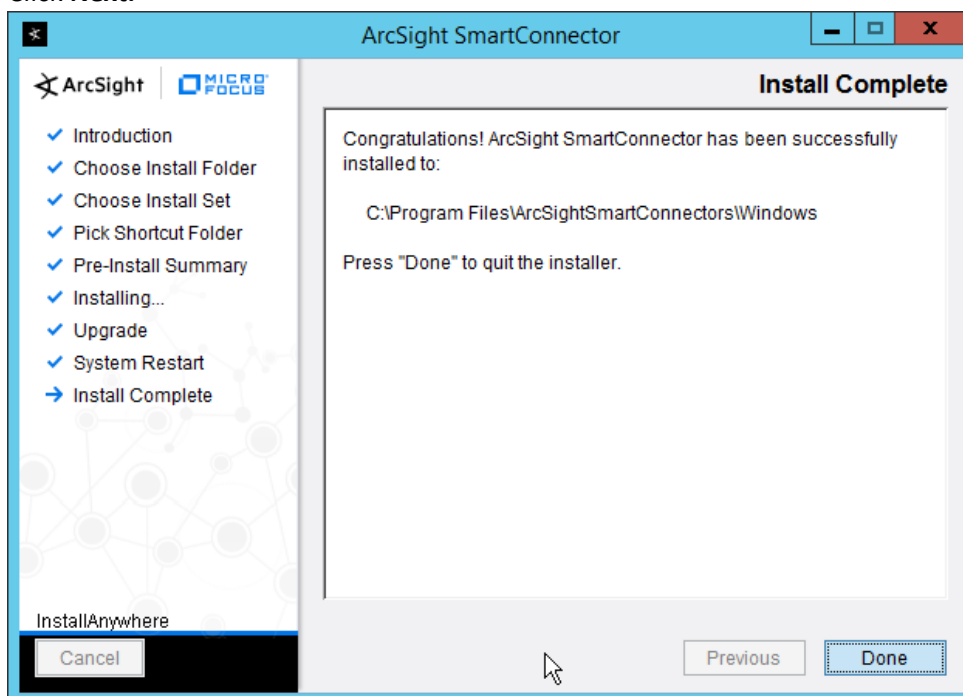 Click Next.
ArcSight SmartConnector
ArcSight
MICRO FOCUS
Install Complete
Introduction
Choose Install Folder
Choose Install Set
Pick Shortcut Folder
Pre-Install Summary
Installing...
Upgrade
System Restart
Install Complete
Congratulations! ArcSight SmartConnector has been successfully
installed to:
C:\Program Files\ArcSightSmartConnectors\Windows
Press "Done" to quit the installer.
InstallAnywhere
Cancel
Previous
Done